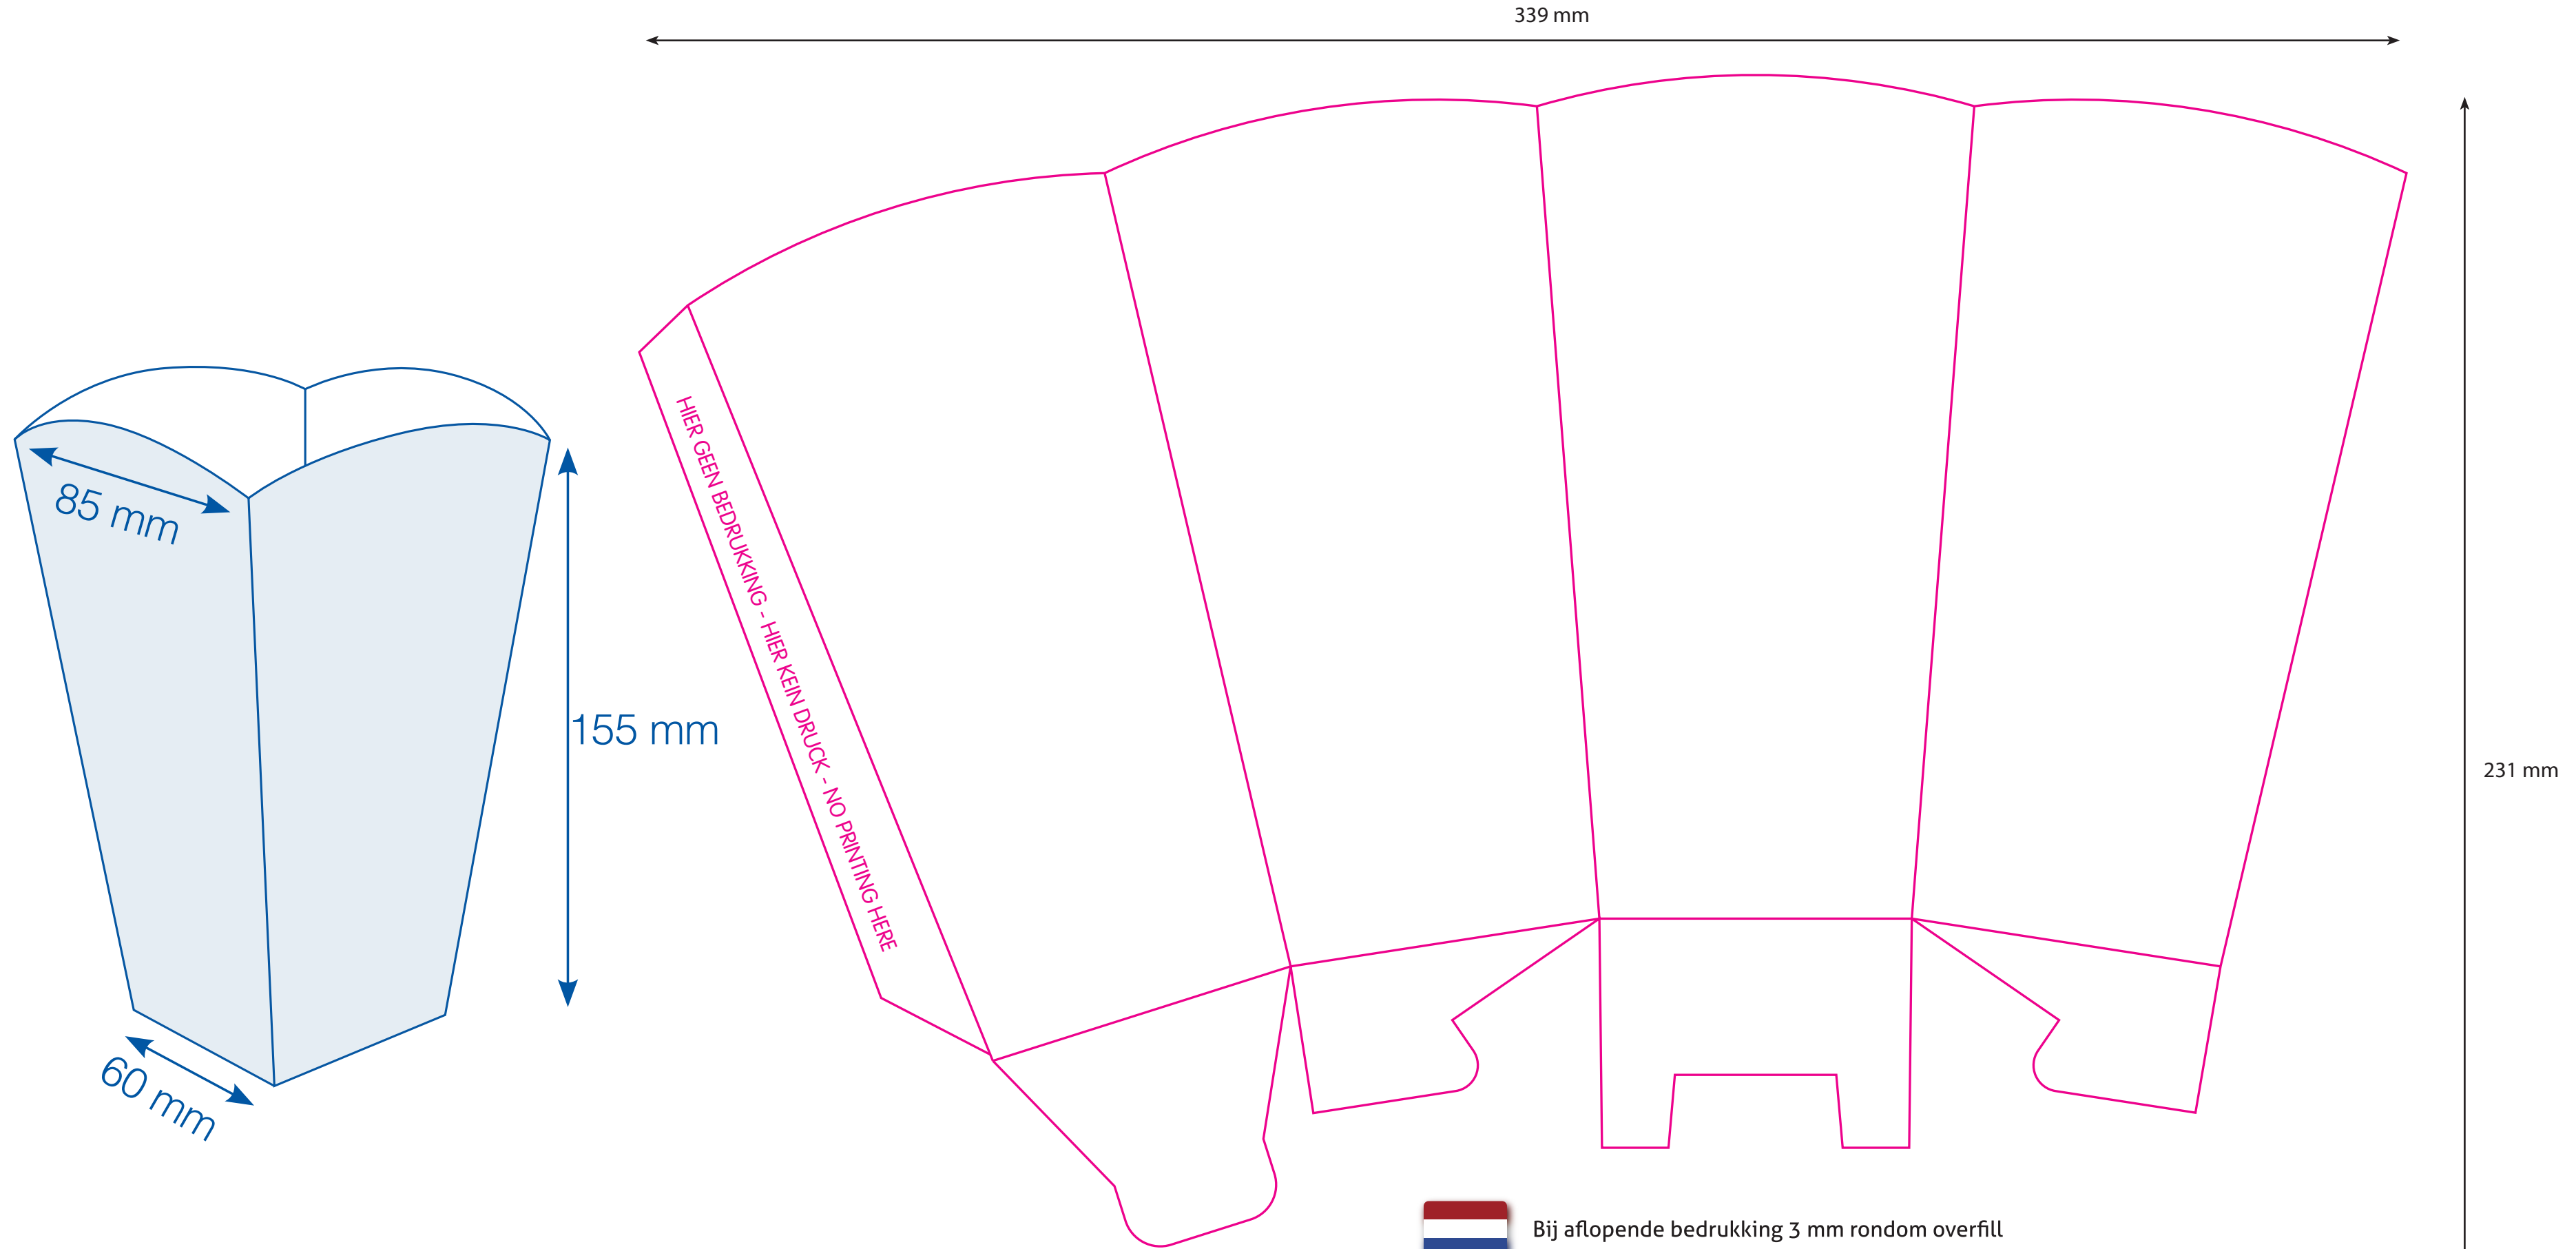 339 mm
85 mm
155 mm
60 mm
HIER GEEN BEDRUKKING - HIER KEIN DRUCK - NO PRINTING HERE
231 mm
Bij aflopende bedrukking 3 mm rondom overfill